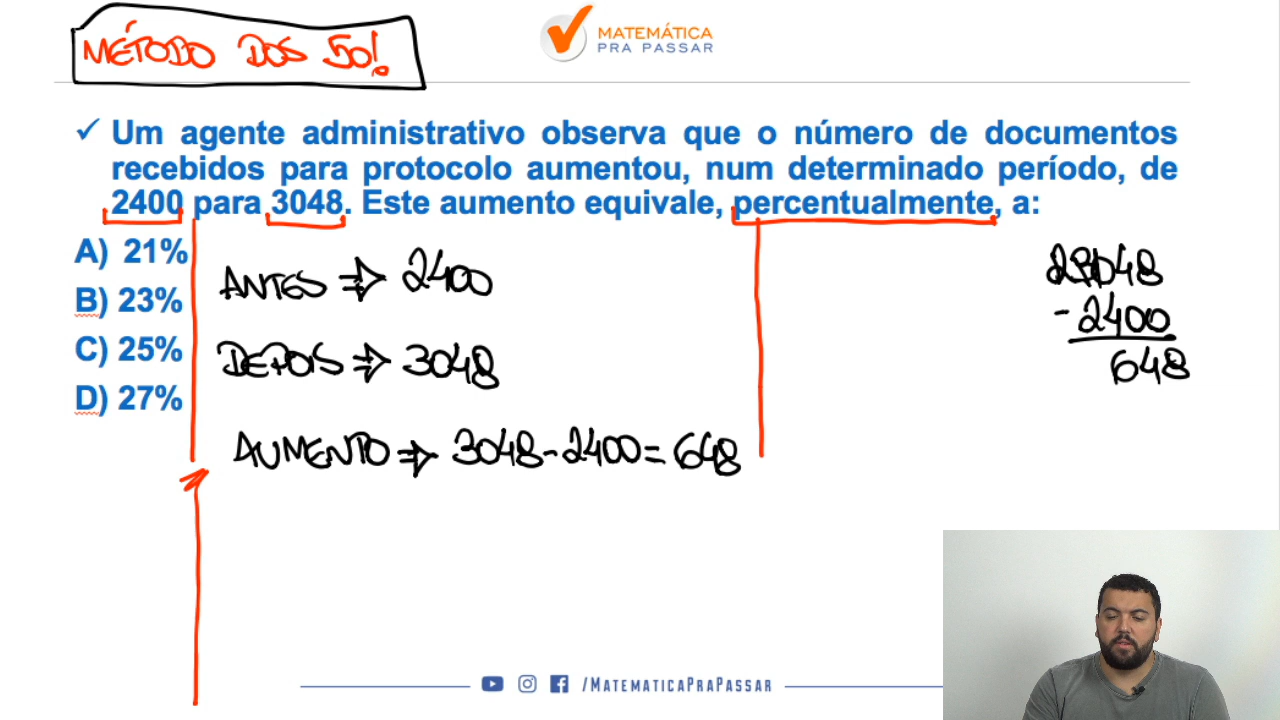 MÉTODO DOS 50!
MATEMÁTICA
PRA PASSAR
✓ Um agente administrativo observa que o número de documentos
recebidos para protocolo aumentou, num determinado período, de
2400 para 3048. Este aumento equivale, percentualmente, a:
A) 21%
B) 23%
C) 25%
D) 27%
ANTES ⇒ 2400
DEPOIS ⇒ 3048
AUMENTO ⇒ 3048-2400=648
3048
-2400
648
/MATEMATICAPRAPASSAR